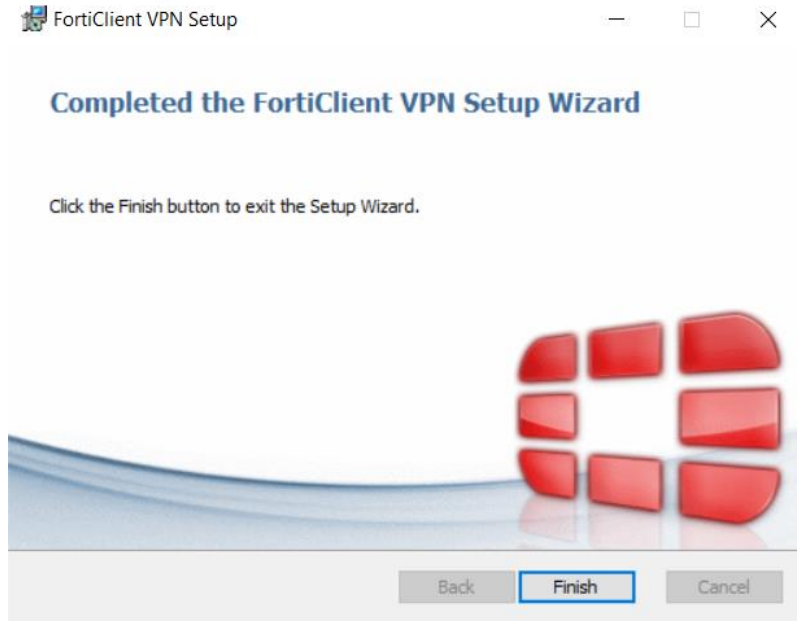 FortiClient VPN Setup
Completed the FortiClient VPN Setup Wizard
Click the Finish button to exit the Setup Wizard.
Back Finish Cancel